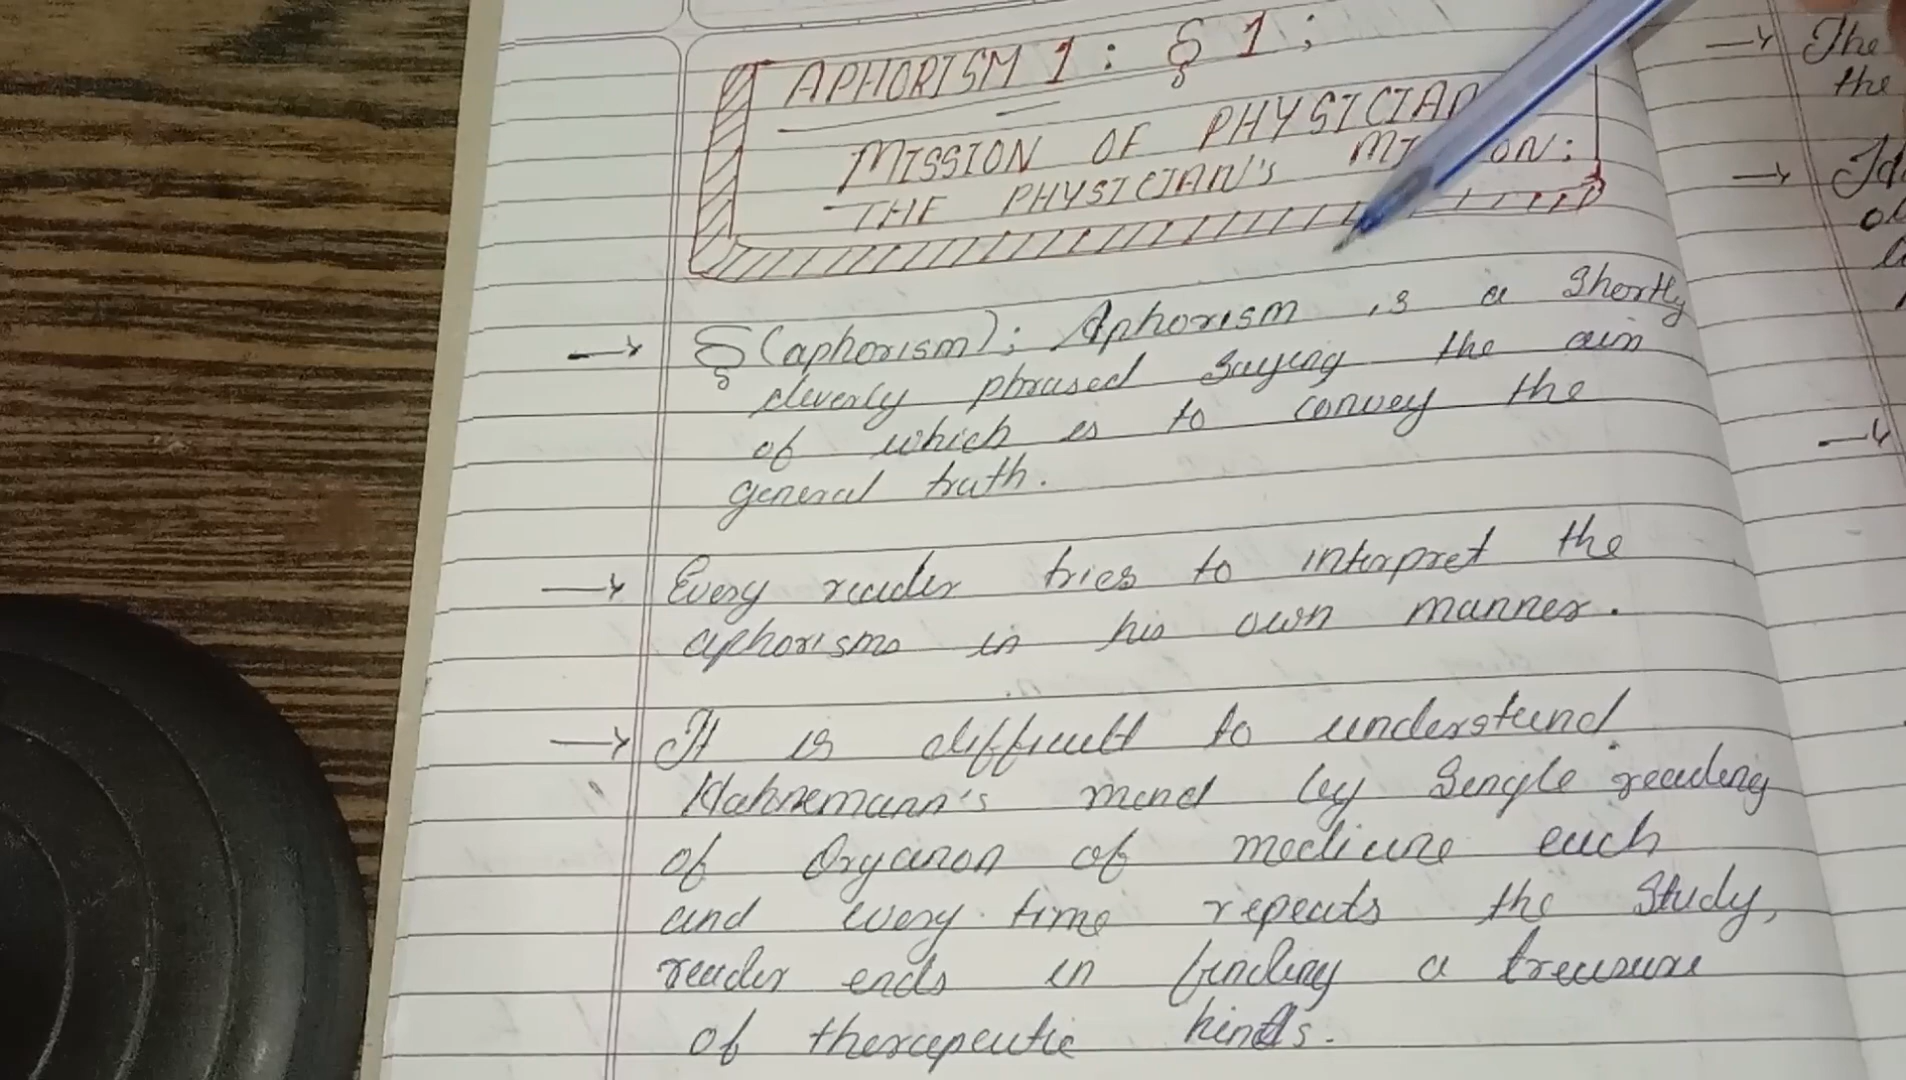 APHORISM 1 : § 1 ;
MISSION OF PHYSICIAN
THE PHYSICIAN'S MI ON:
→ § (aphorism); Aphorism is a shortly
cleverly phrased saying the aim
of which is to convey the
general truth.
→ Every reader tries to interpret the
aphorisms in his own manner.
→ It is difficult to understand
Hahnemann's mind by single reading
of Organon of medicine each
and every time repeats the study,
reader ends in finding a treasure
of therapeutic hints.
→ The
the
→
→